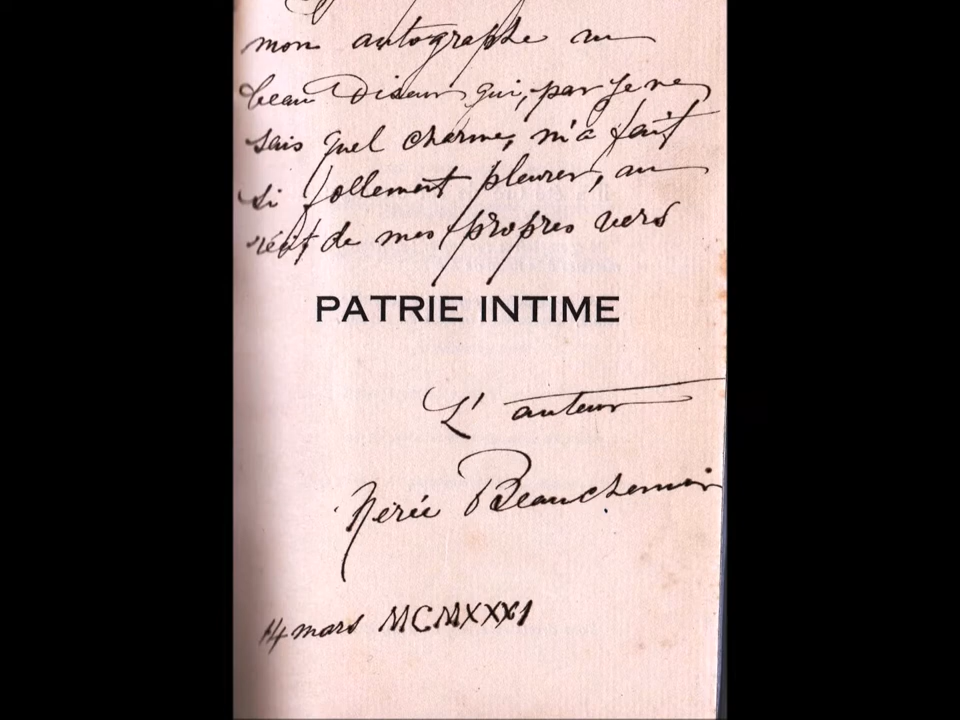 mon autographe au
beau Diseur qui, par je ne
sais quel charme, m'a fait
si follement pleurer, au
récit de mes propres vers
PATRIE INTIME
L'auteur
Nérée Beauchemin
14 mars MCMXXXI